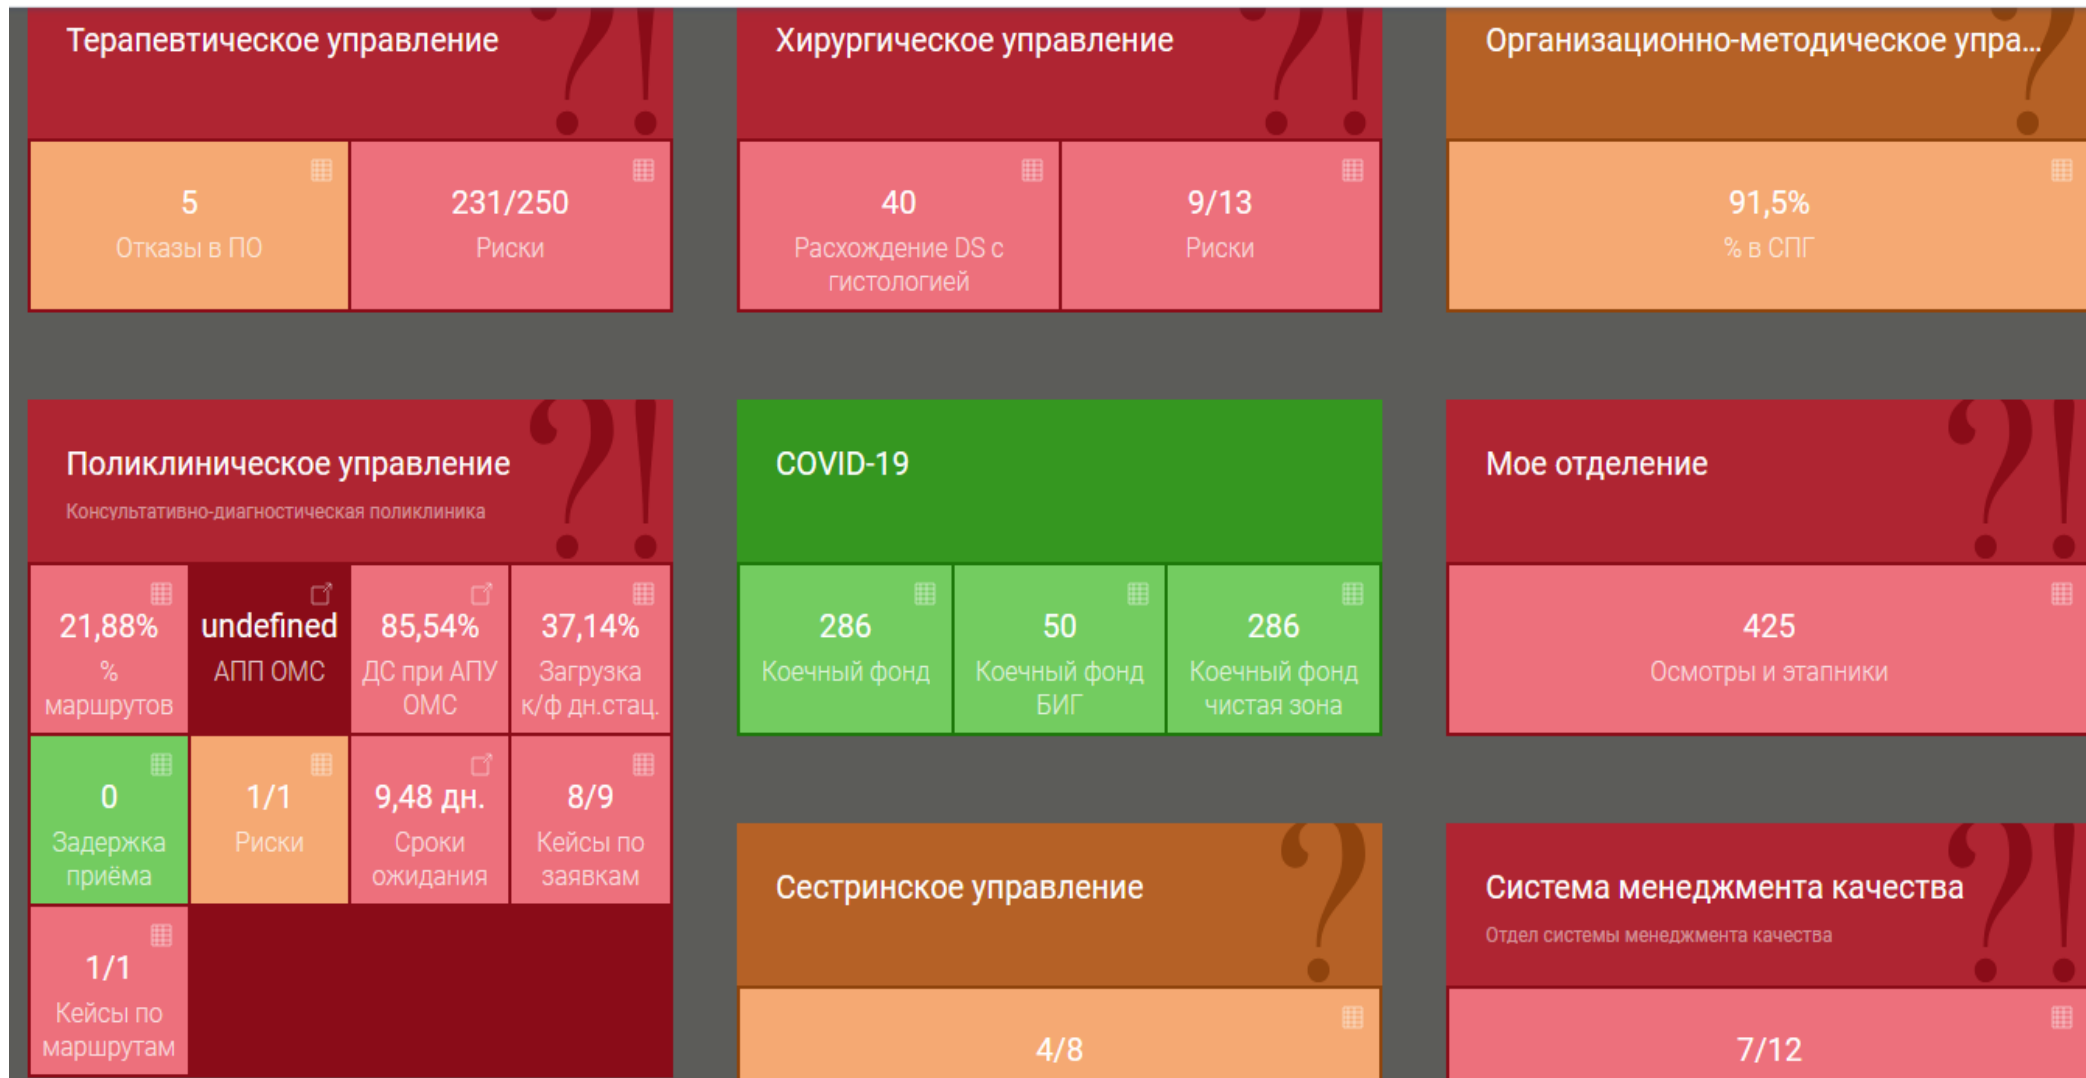 Терапевтическое управление
5
Отказы в ПО
231/250
Риски
Хирургическое управление
40
Расхождение DS с
гистологией
9/13
Риски
Организационно-методическое упра...
91,5%
% в СПГ
Поликлиническое управление
Консультативно-диагностическая поликлиника
21,88%
%
маршрутов
undefined
АПП ОМС
85,54%
ДС при АПУ
ОМС
37,14%
Загрузка
к/ф дн.стац.
0
Задержка
приёма
1/1
Риски
9,48 дн.
Сроки
ожидания
8/9
Кейсы по
заявкам
1/1
Кейсы по
маршрутам
COVID-19
286
Коечный фонд
50
Коечный фонд
БИГ
286
Коечный фонд
чистая зона
Мое отделение
425
Осмотры и этапники
Сестринское управление
4/8
Система менеджмента качества
Отдел системы менеджмента качества
7/12